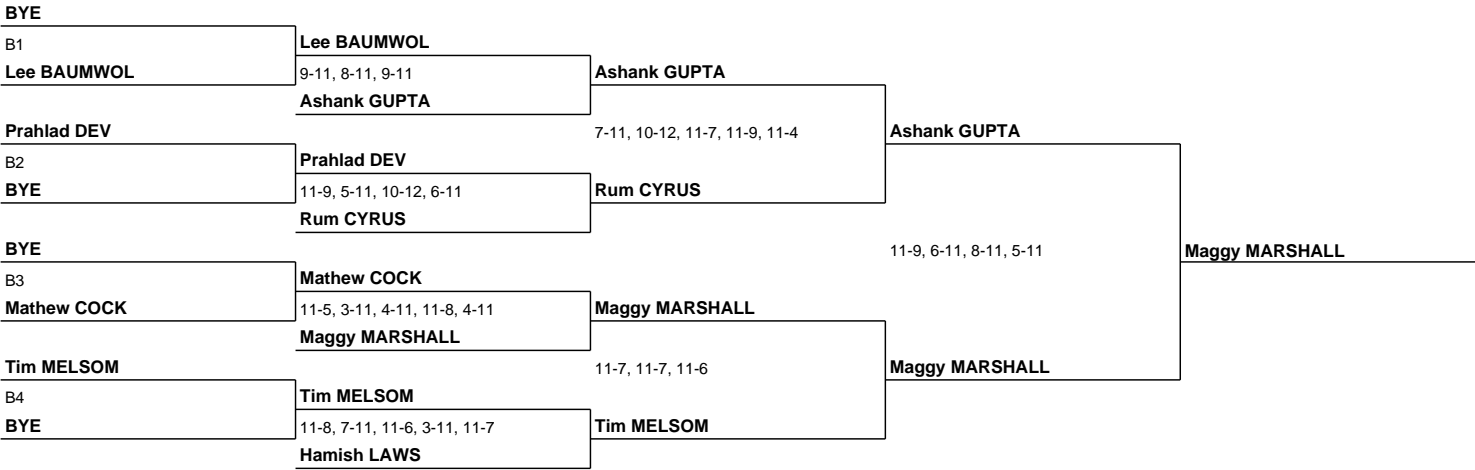 BYE
B1
Lee BAUMWOL
Lee BAUMWOL
9-11, 8-11, 9-11
Ashank GUPTA
Ashank GUPTA
Prahlad DEV
7-11, 10-12, 11-7, 11-9, 11-4
Ashank GUPTA
B2
Prahlad DEV
BYE
11-9, 5-11, 10-12, 6-11
Rum CYRUS
Rum CYRUS
BYE
11-9, 6-11, 8-11, 5-11
Maggy MARSHALL
B3
Mathew COCK
Mathew COCK
11-5, 3-11, 4-11, 11-8, 4-11
Maggy MARSHALL
Maggy MARSHALL
Tim MELSOM
11-7, 11-7, 11-6
Maggy MARSHALL
B4
Tim MELSOM
BYE
11-8, 7-11, 11-6, 3-11, 11-7
Tim MELSOM
Hamish LAWS